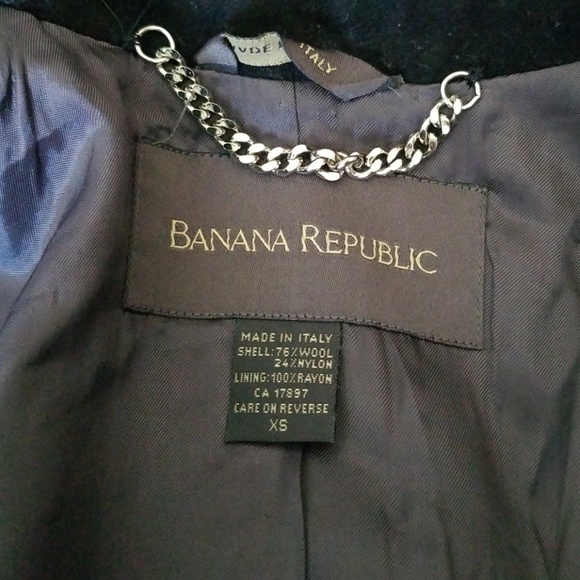 ITALY
BANANA REPUBLIC
MADE IN ITALY
SHELL: 76% WOOL
24% NYLON
LINING: 100% RAYON
CA 17897
CARE ON REVERSE
XS